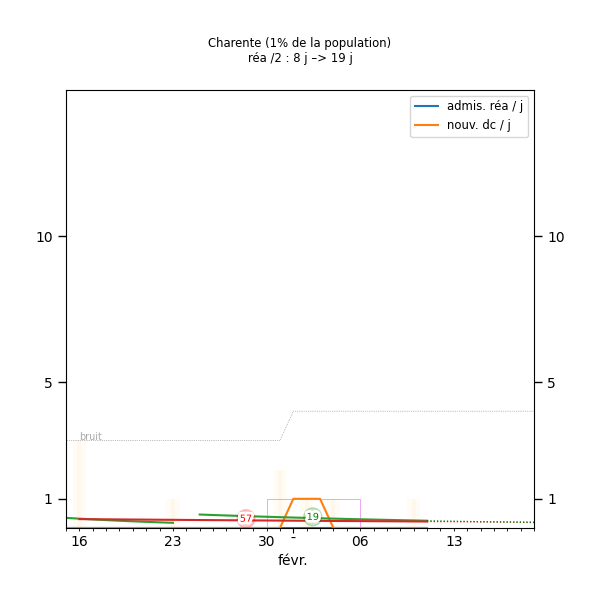 Charente (1% de la population)
réa /2 : 8 j –> 19 j
admis. réa / j
nouv. dc / j
10 10
5 5
bruit
1 1
57 19
16 23 30 06 13
févr.